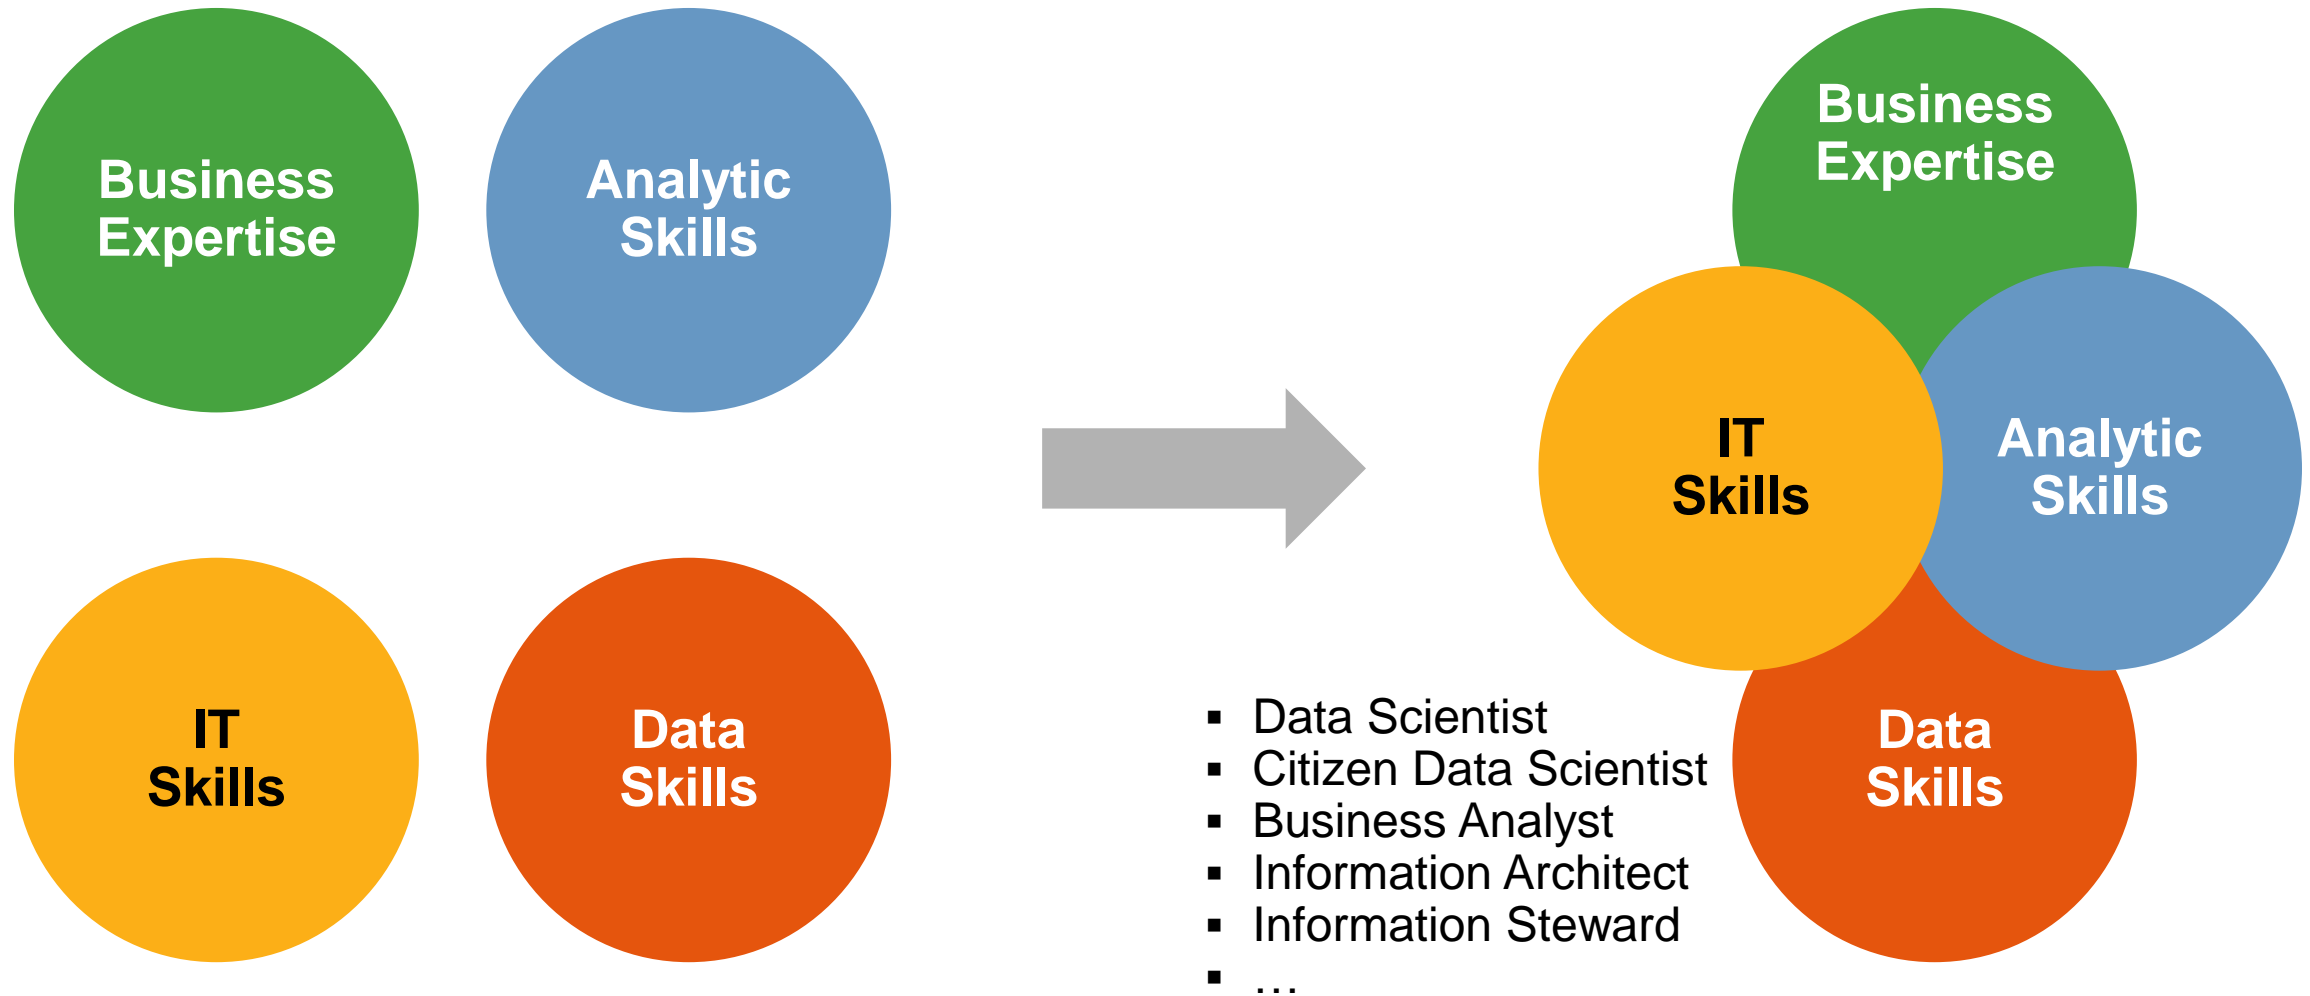 Business
Expertise
Analytic
Skills
IT
Skills
Data
Skills
Business
Expertise
IT
Skills
Analytic
Skills
Data
Skills
▪ Data Scientist
▪ Citizen Data Scientist
▪ Business Analyst
▪ Information Architect
▪ Information Steward
▪ …